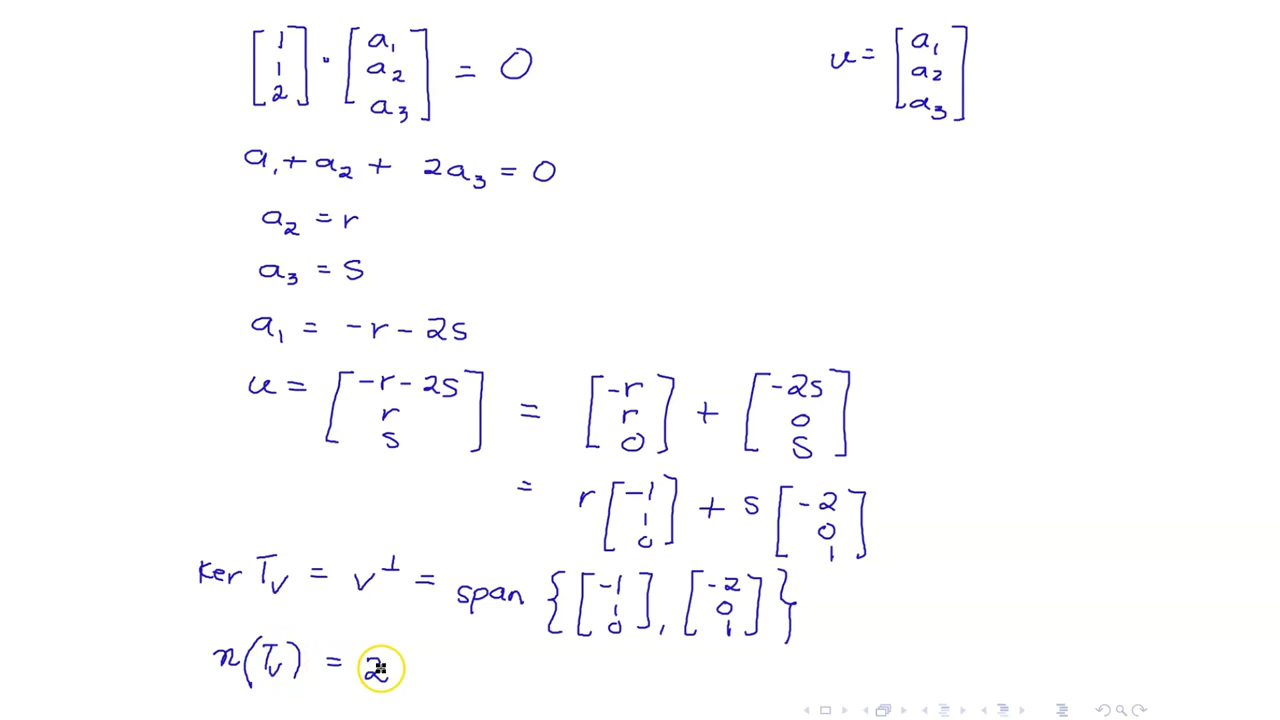 [1 1 2] · [a₁ a₂ a₃] = 0 u = [a₁ a₂ a₃]
a₁ + a₂ + 2a₃ = 0
a₂ = r
a₃ = s
a₁ = -r - 2s
u = [-r - 2s r s] = [-r r 0] + [-2s 0 s]
= r [-1 1 0] + s [-2 0 1]
Ker Tᵥ = v^⊥ = span { [-1 1 0], [-2 0 1] }
n(Tᵥ) = 2